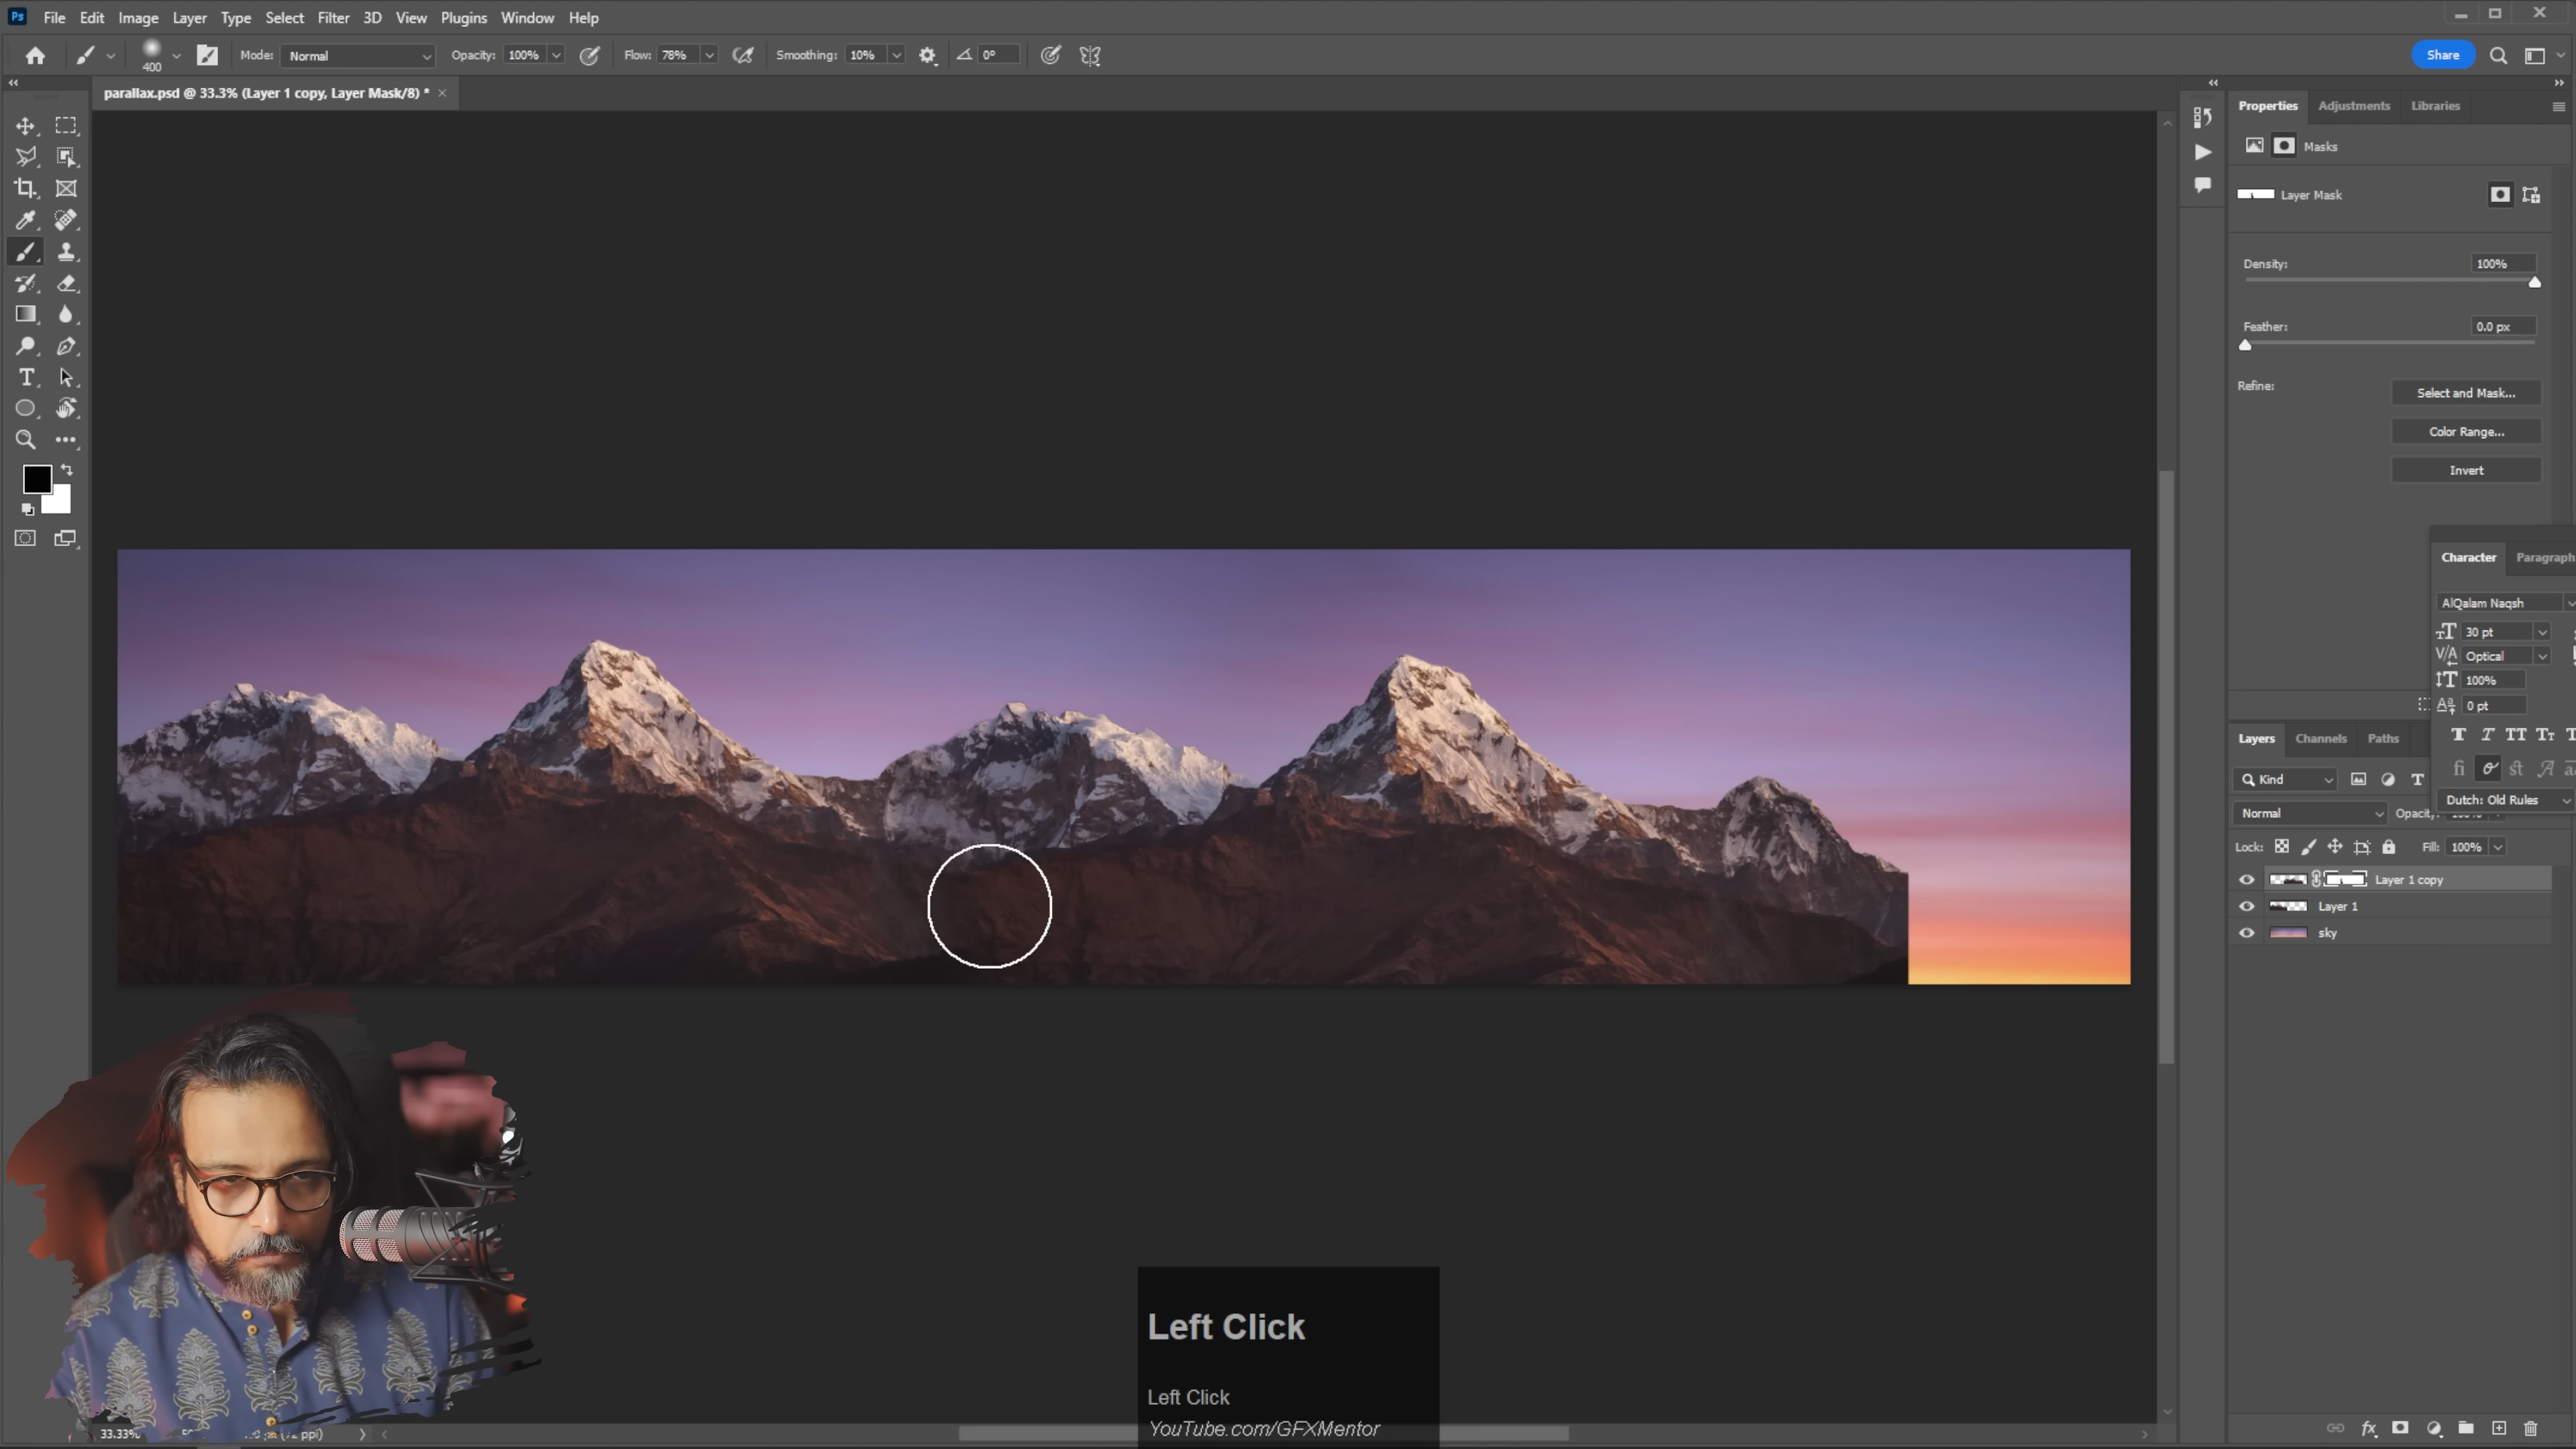 Ps File Edit Image Layer Type Select Filter 3D View Plugins Window Help
400 Mode: Normal Opacity: 100% Flow: 78% Smoothing: 10% 0° Share
parallax.psd @ 33.3% (Layer 1 copy, Layer Mask/8) *
Properties Adjustments Libraries
Masks
Layer Mask
Density: 100%
Feather: 0.0 px
Refine: Select and Mask...
Color Range...
Invert
Character Paragraph
AlQalam Naqsh
30 pt
Optical
100%
0 pt
Dutch: Old Rules
Layers Channels Paths
Kind
Normal
Lock: Fill: 100%
Layer 1 copy
Layer 1
sky
Left Click
Left Click
YouTube.com/GFXMentor
33.33%
ppi)